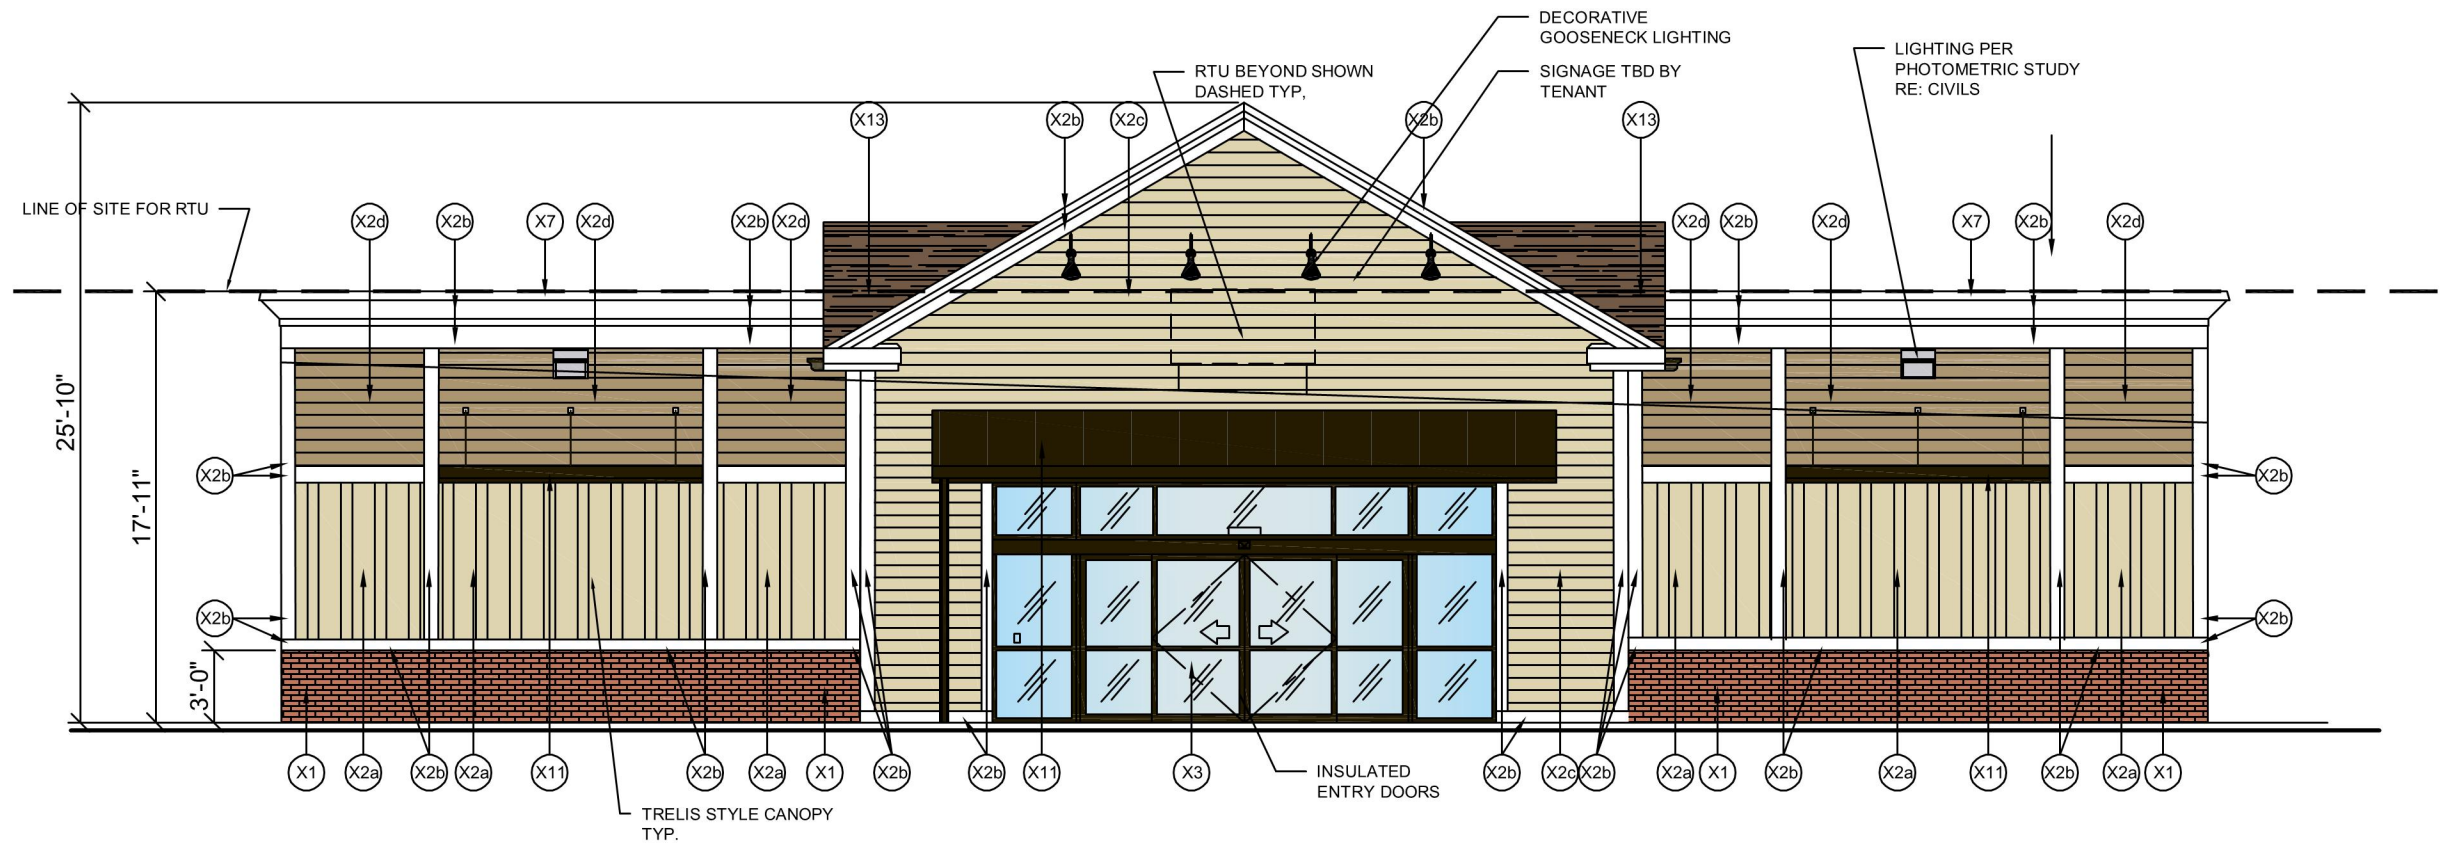 DECORATIVE
GOOSENECK LIGHTING
LIGHTING PER
PHOTOMETRIC STUDY
RE: CIVILS
RTU BEYOND SHOWN
DASHED TYP,
SIGNAGE TBD BY
TENANT
X13
X2b
X2c
X2b
X13
LINE OF SITE FOR RTU
X2d
X2b
X7
X2d
X2b
X2d
X2d
X2b
X2d
X7
X2b
X2d
25'-10"
17'-11"
3'-0"
X2b
X2b
X2b
X2b
X1
X2a
X2b
X2a
X11
X2b
X2a
X1
X2b
X2b
X11
X3
INSULATED
ENTRY DOORS
X2b
X2c
X2b
X2a
X1
X2b
X2a
X11
X2b
X2a
X1
TRELIS STYLE CANOPY
TYP.